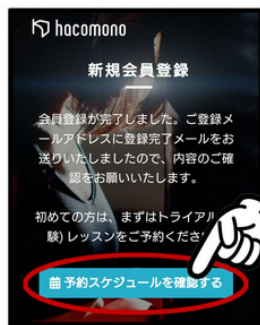 hacomono
新規会員登録
会員登録が完了しました。ご登録メ
ールアドレスに登録完了メールをお
送りいたしましたので、内容のご確
認をお願いいたします。
初めての方は、まずはトライアル
験) レッスンをご予約くださ
予約スケジュールを確認する